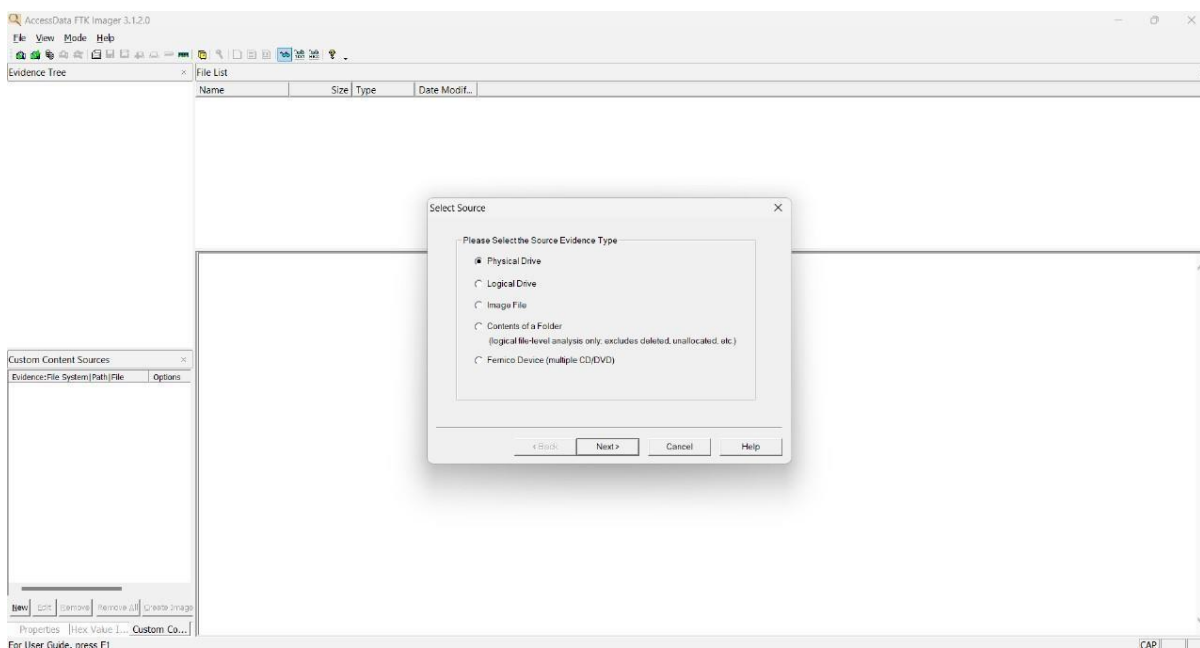 AccessData FTK Imager 3.1.2.0
File View Mode Help
Evidence Tree
File List
Name Size Type Date Modif...
Select Source
Please Select the Source Evidence Type
Physical Drive
Logical Drive
Image File
Contents of a Folder
(logical file-level analysis only; excludes deleted, unallocated, etc.)
Fernico Device (multiple CD/DVD)
< Back Next > Cancel Help
Custom Content Sources
Evidence:File System|Path|File Options
New Edit Remove Remove All Create Image
Properties Hex Value I... Custom Co...
For User Guide, press F1
CAP